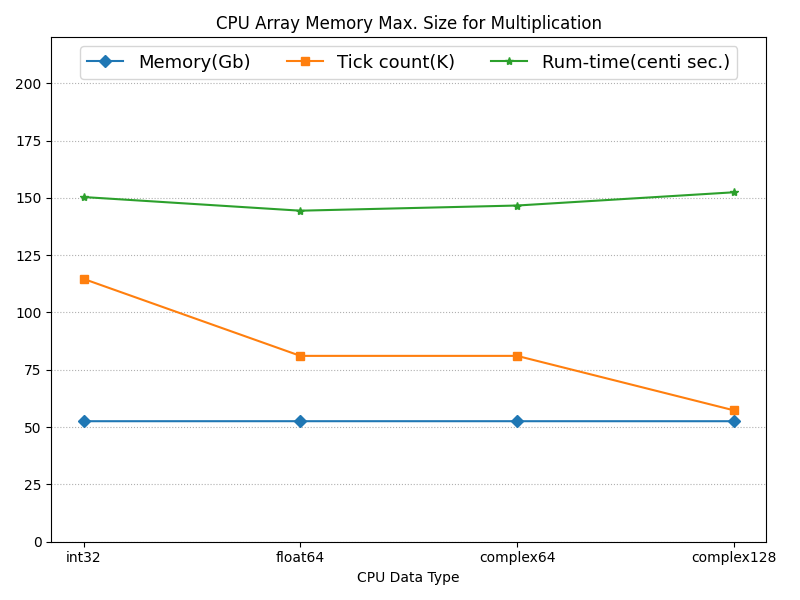 CPU Array Memory Max. Size for Multiplication
Memory(Gb) Tick count(K) Rum-time(centi sec.)
200
175
150
125
100
75
50
25
0
int32 float64 complex64 complex128
CPU Data Type